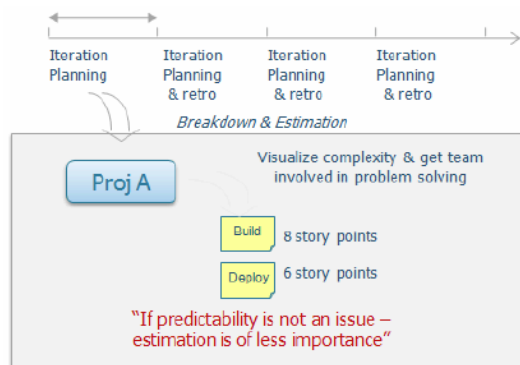 Iteration
Planning
Iteration
Planning
& retro
Iteration
Planning
& retro
Iteration
Planning
& retro
Breakdown & Estimation
Visualize complexity & get team
involved in problem solving
Proj A
Build
8 story points
Deploy
6 story points
“If predictability is not an issue –
estimation is of less importance”